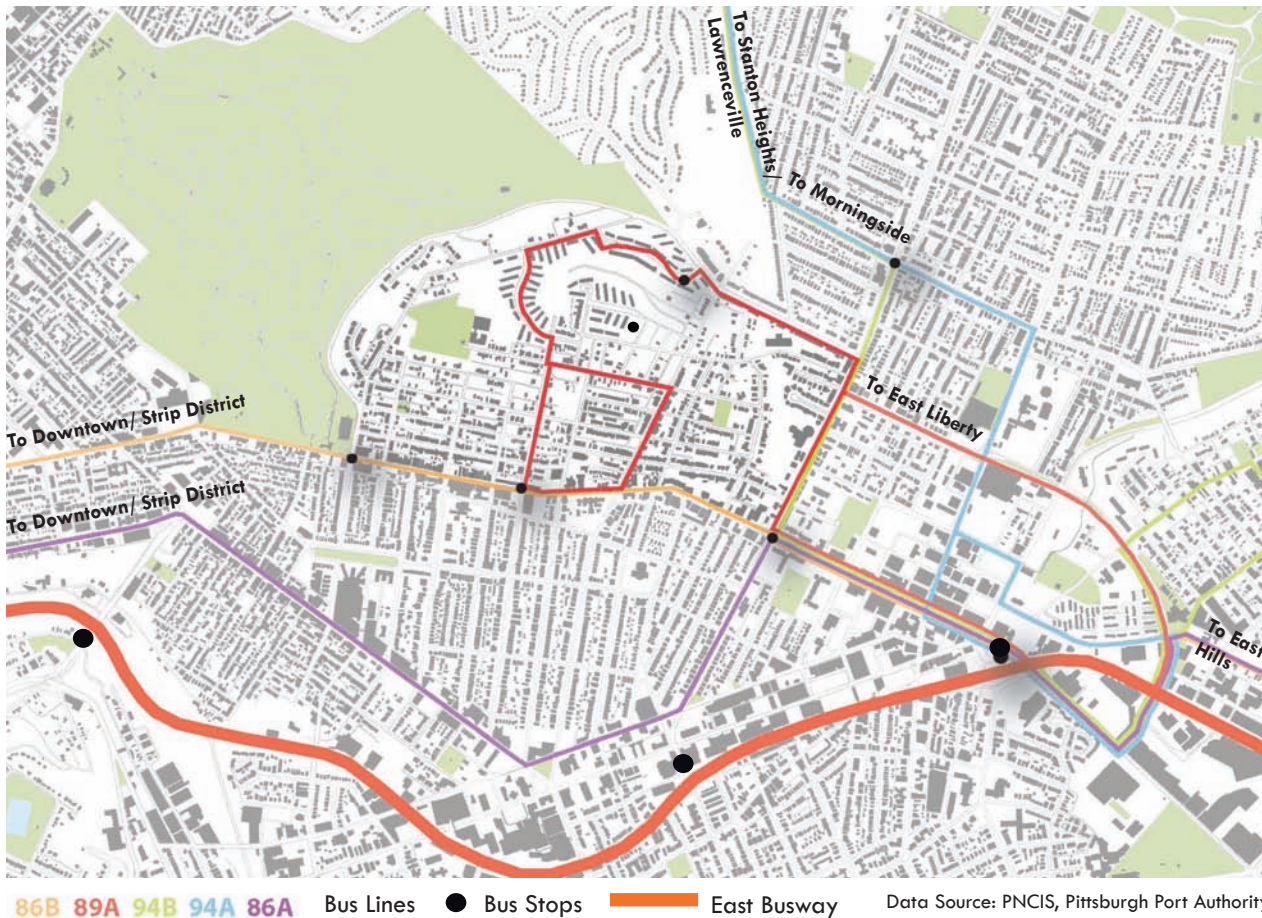 To Stanton Heights/
Lawrenceville
To Morningside
To Downtown/ Strip District
To East Liberty
To Downtown/ Strip District
To East
Hills
86B 89A 94B 94A 86A Bus Lines Bus Stops East Busway Data Source: PNCIS, Pittsburgh Port Authority